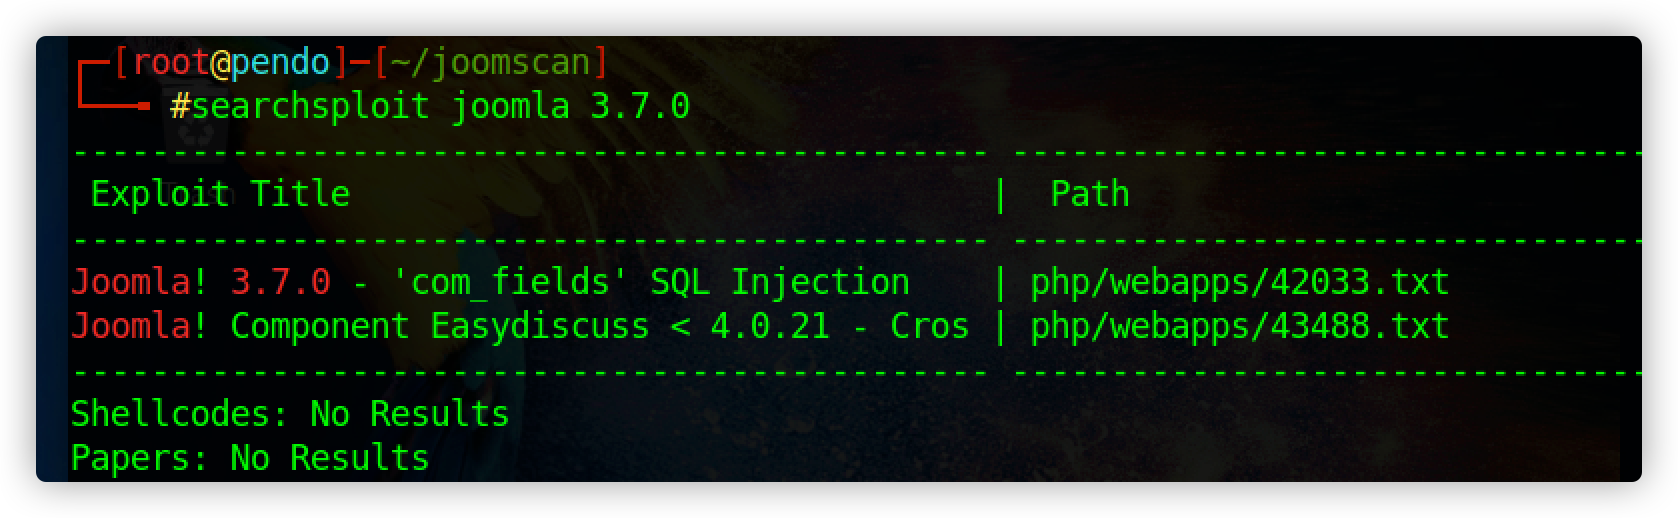 [root@pendo]─[~/joomscan]
#searchsploit joomla 3.7.0
---------------------------------------------- --------------------------------
Exploit Title | Path
---------------------------------------------- --------------------------------
Joomla! 3.7.0 - 'com_fields' SQL Injection | php/webapps/42033.txt
Joomla! Component Easydiscuss < 4.0.21 - Cros | php/webapps/43488.txt
---------------------------------------------- --------------------------------
Shellcodes: No Results
Papers: No Results